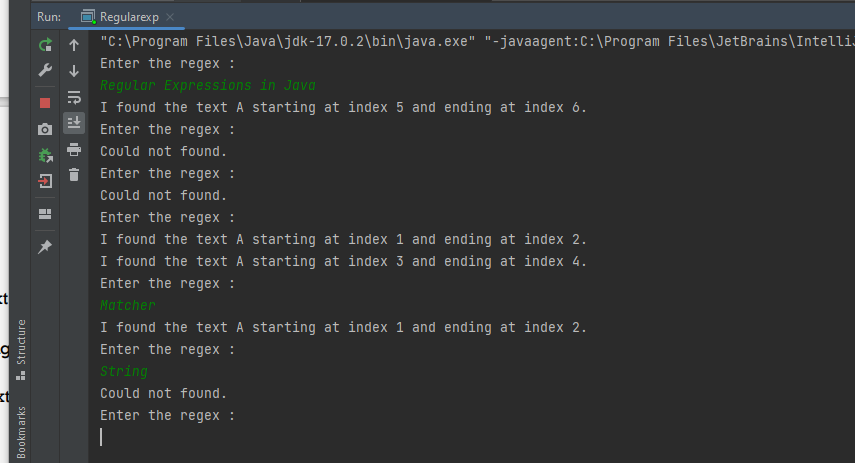 Run: Regularexp
"C:\Program Files\Java\jdk-17.0.2\bin\java.exe" "-javaagent:C:\Program Files\JetBrains\IntelliJ
Enter the regex :
Regular Expressions in Java
I found the text A starting at index 5 and ending at index 6.
Enter the regex :
Could not found.
Enter the regex :
Could not found.
Enter the regex :
I found the text A starting at index 1 and ending at index 2.
I found the text A starting at index 3 and ending at index 4.
Enter the regex :
Matcher
I found the text A starting at index 1 and ending at index 2.
Enter the regex :
String
Could not found.
Enter the regex :
Structure
Bookmarks